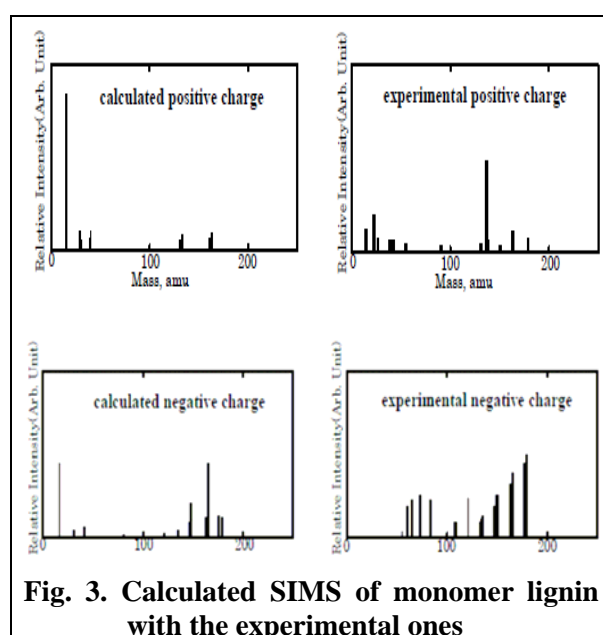 calculated positive charge
Relative Intensity(Arb. Unit)
0 100 200
Mass, amu
experimental positive charge
Relative Intensity(Arb. Unit)
0 100 200
Mass, amu
calculated negative charge
Relative Intensity(Arb. Unit)
0 100 200
experimental negative charge
Relative Intensity(Arb. Unit)
0 100 200
Fig. 3. Calculated SIMS of monomer lignin
with the experimental ones